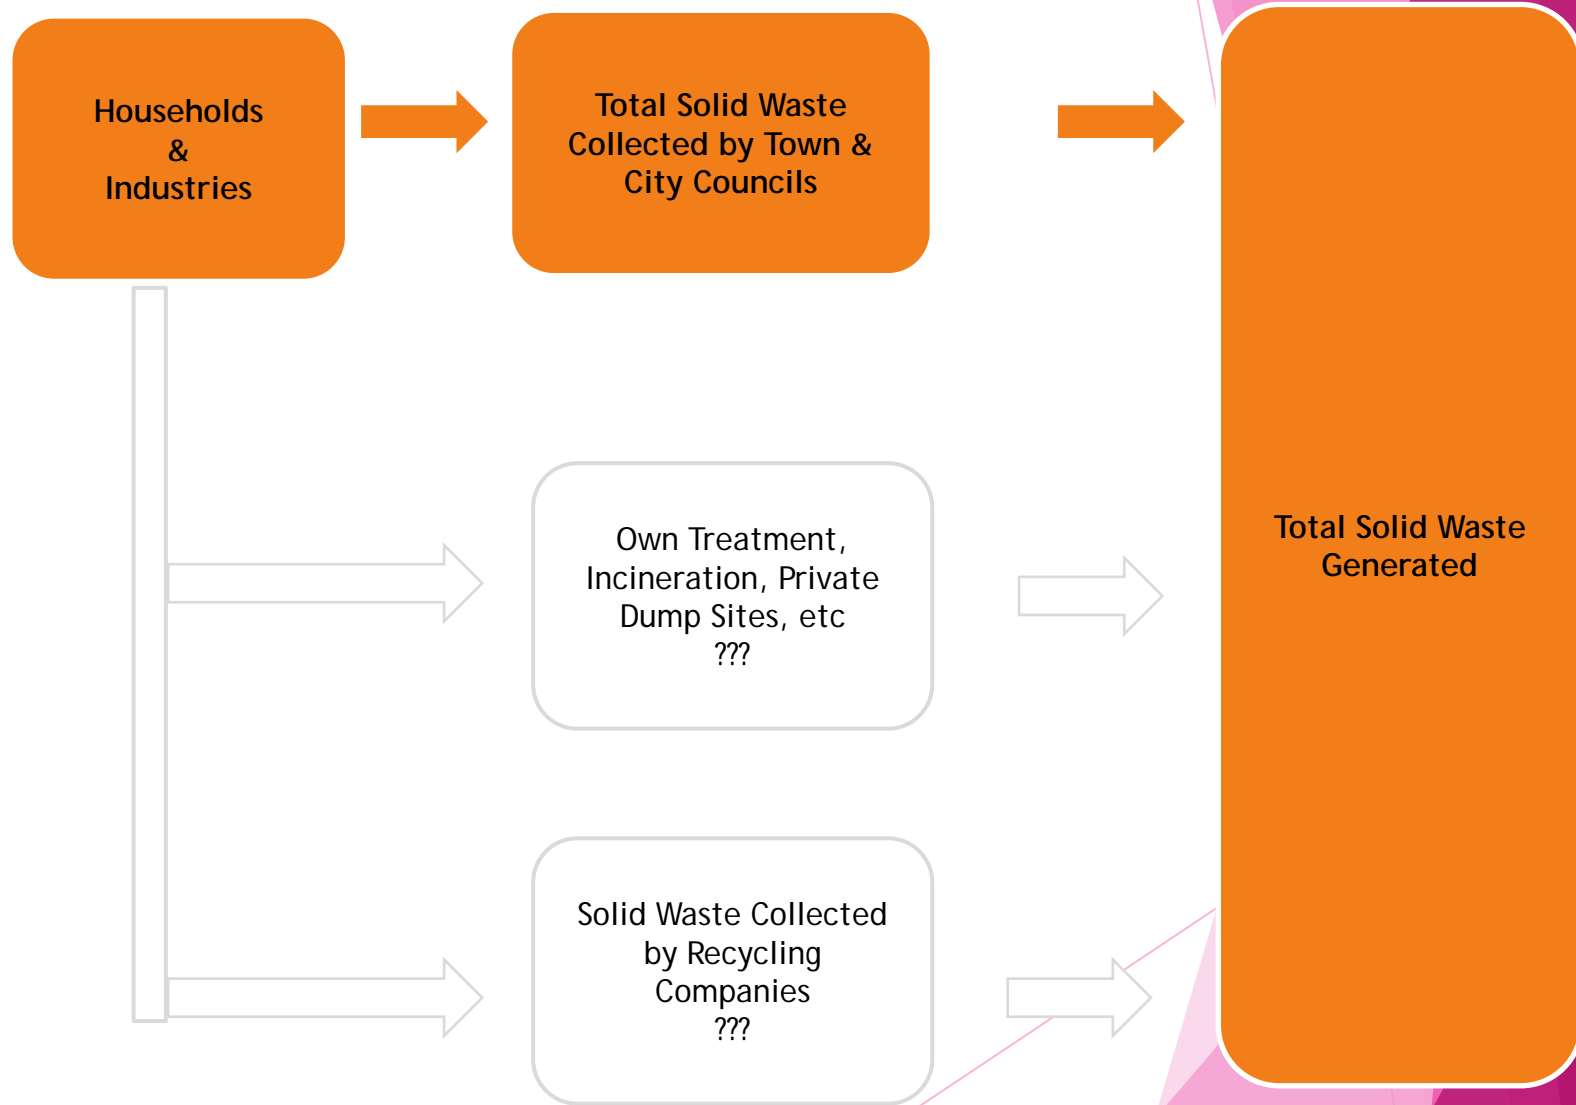 Households
&
Industries
Total Solid Waste
Collected by Town &
City Councils
Own Treatment,
Incineration, Private
Dump Sites, etc
???
Solid Waste Collected
by Recycling
Companies
???
Total Solid Waste
Generated